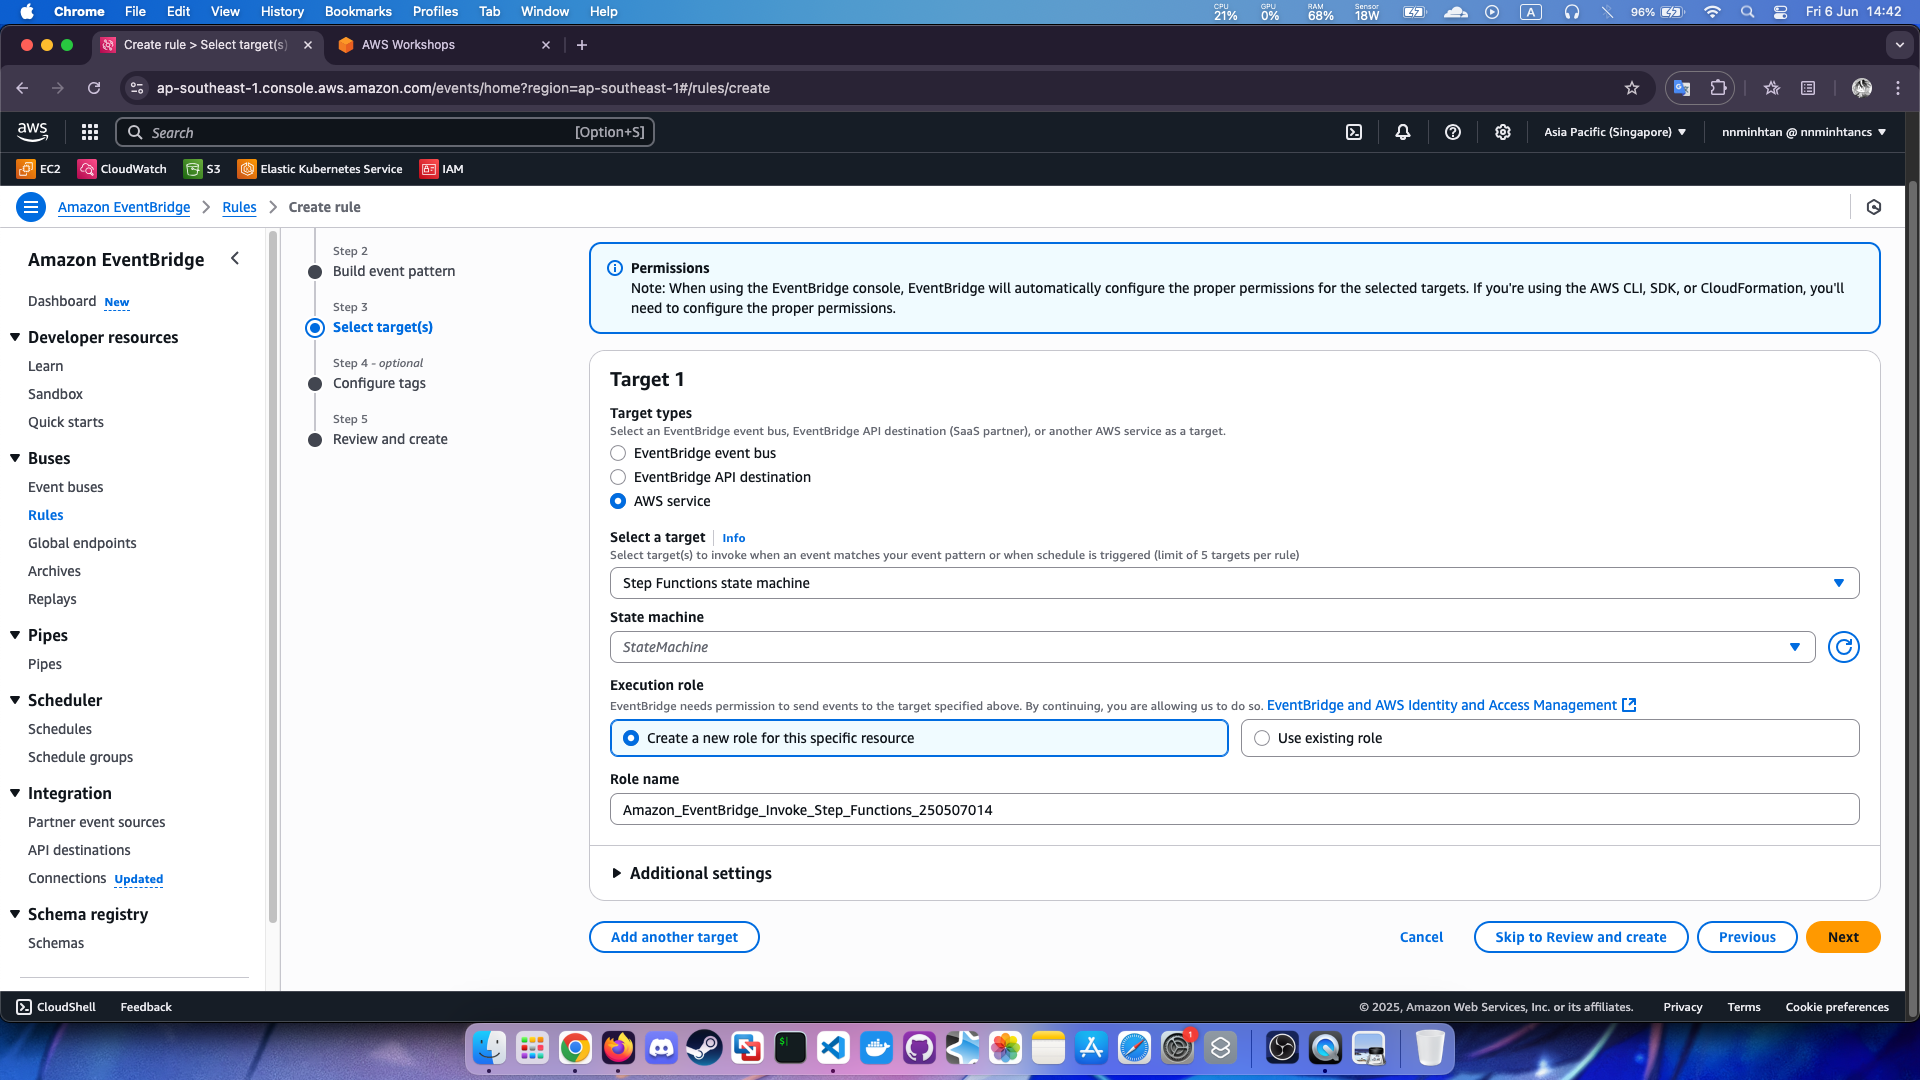 Chrome File Edit View History Bookmarks Profiles Tab Window Help
CPU 21% GPU 0% RAM 68% Sensor 18W A 96% Fri 6 Jun 14:42
Create rule > Select target(s)
AWS Workshops
ap-southeast-1.console.aws.amazon.com/events/home?region=ap-southeast-1#/rules/create
aws Search [Option+S] Asia Pacific (Singapore) nnminhtan @ nnminhtancs
EC2 CloudWatch S3 Elastic Kubernetes Service IAM
Amazon EventBridge Rules Create rule
Amazon EventBridge
Dashboard New
Developer resources
Learn
Sandbox
Quick starts
Buses
Event buses
Rules
Global endpoints
Archives
Replays
Pipes
Pipes
Scheduler
Schedules
Schedule groups
Integration
Partner event sources
API destinations
Connections Updated
Schema registry
Schemas
Step 2
Build event pattern
Step 3
Select target(s)
Step 4 - optional
Configure tags
Step 5
Review and create
Permissions
Note: When using the EventBridge console, EventBridge will automatically configure the proper permissions for the selected targets. If you're using the AWS CLI, SDK, or CloudFormation, you'll
need to configure the proper permissions.
Target 1
Target types
Select an EventBridge event bus, EventBridge API destination (SaaS partner), or another AWS service as a target.
EventBridge event bus
EventBridge API destination
AWS service
Select a target Info
Select target(s) to invoke when an event matches your event pattern or when schedule is triggered (limit of 5 targets per rule)
Step Functions state machine
State machine
StateMachine
Execution role
EventBridge needs permission to send events to the target specified above. By continuing, you are allowing us to do so. EventBridge and AWS Identity and Access Management
Create a new role for this specific resource
Use existing role
Role name
Amazon_EventBridge_Invoke_Step_Functions_250507014
Additional settings
Add another target Cancel Skip to Review and create Previous Next
CloudShell Feedback © 2025, Amazon Web Services, Inc. or its affiliates. Privacy Terms Cookie preferences
$
1